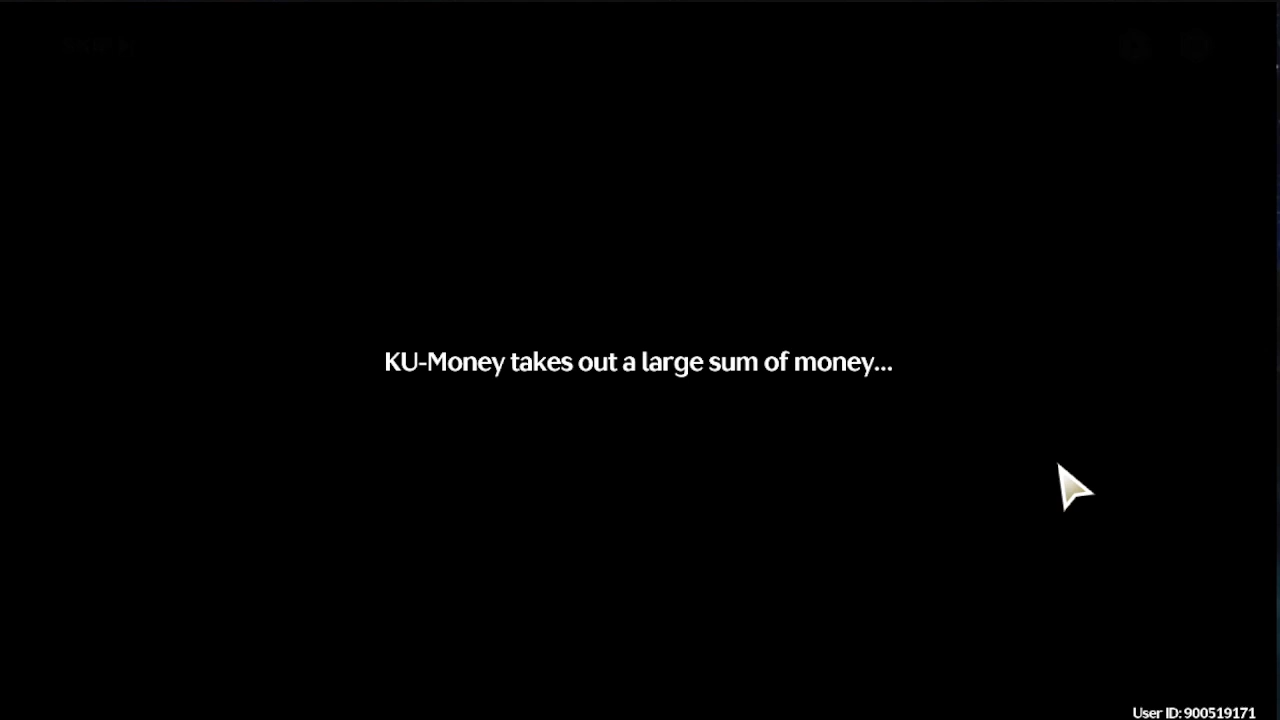 KU-Money takes out a large sum of money...
User ID: 900519171